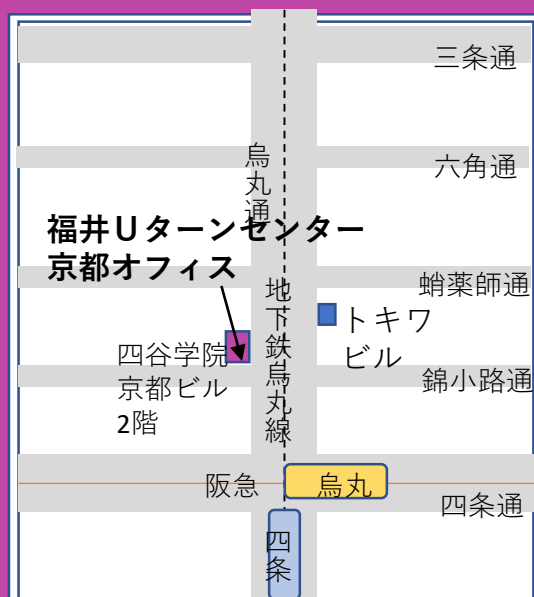 三条通
六角通
烏丸通
福井Uターンセンター
京都オフィス
蛸薬師通
地下鉄烏丸線
トキワ
ビル
四谷学院
京都ビル
2階
錦小路通
阪急
烏丸
四条通
四条